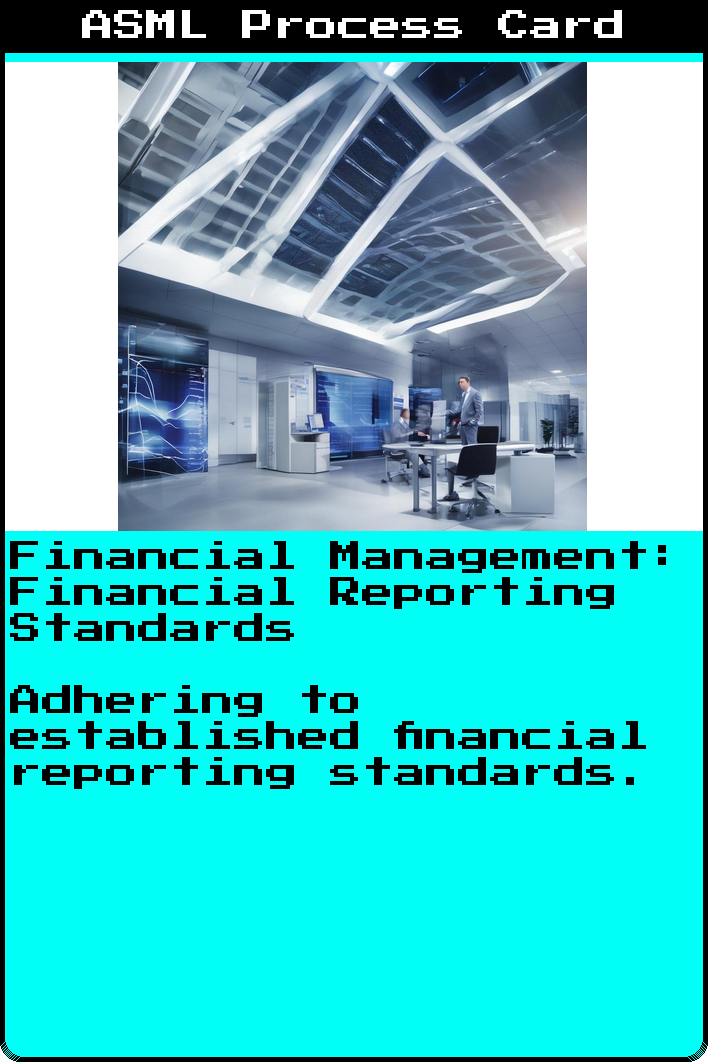 ASML Process Card
Financial Management:
Financial Reporting
Standards
Adhering to
established financial
reporting standards.